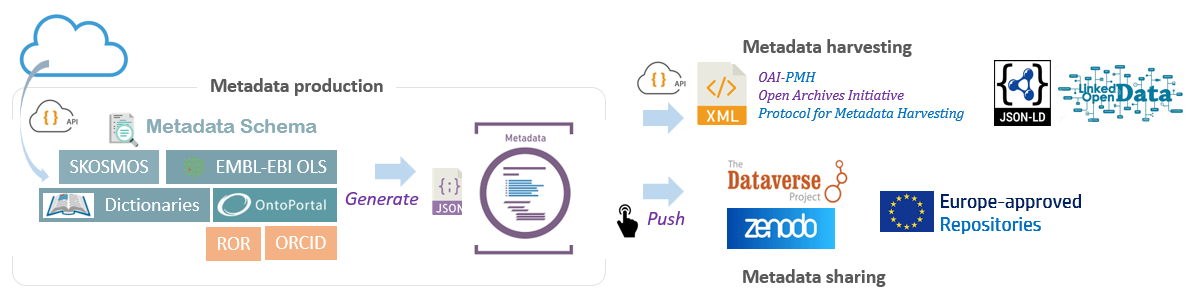 Metadata production
{ } API
Metadata Schema
SKOSMOS
EMBL-EBI OLS
Dictionaries
OntoPortal
ROR
ORCID
Generate
{;}
JSON
Metadata
Metadata harvesting
{ } API
</>
XML
OAI-PMH
Open Archives Initiative
Protocol for Metadata Harvesting
{ }
JSON-LD
Linked
Open Data
Push
The
Dataverse
Project
zenodo
Europe-approved
Repositories
Metadata sharing